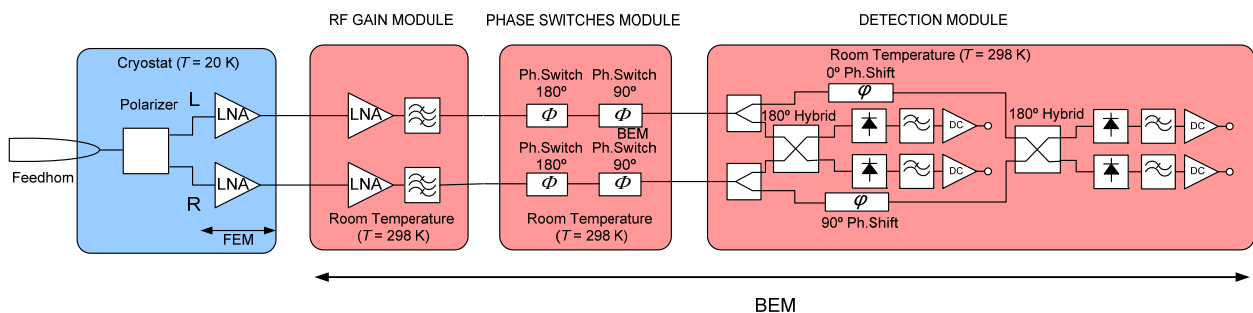 RF GAIN MODULE
PHASE SWITCHES MODULE
DETECTION MODULE
Cryostat (T = 20 K)
Polarizer
L
LNA
R
LNA
FEM
Feedhorn
LNA
LNA
Room Temperature
(T = 298 K)
Ph.Switch
180º
Ph.Switch
90º
Φ
Φ
BEM
Ph.Switch
180º
Ph.Switch
90º
Φ
Φ
Room Temperature
(T = 298 K)
Room Temperature (T = 298 K)
0º Ph.Shift
φ
180º Hybrid
DC
DC
φ
90º Ph.Shift
180º Hybrid
DC
DC
BEM